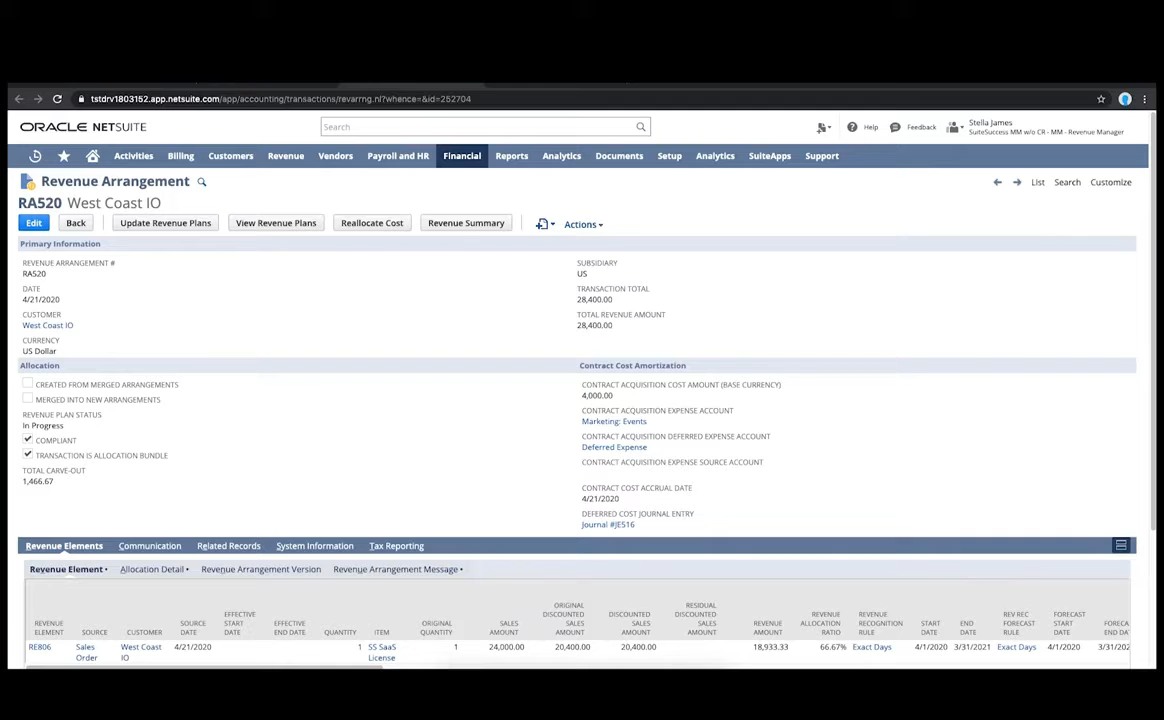 tstdrv1803152.app.netsuite.com/app/accounting/transactions/revarrng.nl?whence=&id=252704
ORACLE NETSUITE
Search
Help
Feedback
Stella James
SuiteSuccess MM w/o CR - MM - Revenue Manager
Activities Billing Customers Revenue Vendors Payroll and HR Financial Reports Analytics Documents Setup Analytics SuiteApps Support
Revenue Arrangement
List Search Customize
RA520 West Coast IO
Edit Back Update Revenue Plans View Revenue Plans Reallocate Cost Revenue Summary Actions
Primary Information
REVENUE ARRANGEMENT #
RA520
DATE
4/21/2020
CUSTOMER
West Coast IO
CURRENCY
US Dollar
SUBSIDIARY
US
TRANSACTION TOTAL
28,400.00
TOTAL REVENUE AMOUNT
28,400.00
Allocation
CREATED FROM MERGED ARRANGEMENTS
MERGED INTO NEW ARRANGEMENTS
REVENUE PLAN STATUS
In Progress
COMPLIANT
TRANSACTION IS ALLOCATION BUNDLE
TOTAL CARVE-OUT
1,466.67
Contract Cost Amortization
CONTRACT ACQUISITION COST AMOUNT (BASE CURRENCY)
4,000.00
CONTRACT ACQUISITION EXPENSE ACCOUNT
Marketing: Events
CONTRACT ACQUISITION DEFERRED EXPENSE ACCOUNT
Deferred Expense
CONTRACT ACQUISITION EXPENSE SOURCE ACCOUNT
CONTRACT COST ACCRUAL DATE
4/21/2020
DEFERRED COST JOURNAL ENTRY
Journal #JE516
Revenue Elements Communication Related Records System Information Tax Reporting
Revenue Element • Allocation Detail • Revenue Arrangement Version Revenue Arrangement Message •
REVENUE ELEMENT
SOURCE
CUSTOMER
SOURCE DATE
EFFECTIVE START DATE
EFFECTIVE END DATE
QUANTITY
ITEM
ORIGINAL QUANTITY
SALES AMOUNT
ORIGINAL DISCOUNTED SALES AMOUNT
DISCOUNTED SALES AMOUNT
RESIDUAL DISCOUNTED SALES AMOUNT
REVENUE AMOUNT
REVENUE ALLOCATION RATIO
REVENUE RECOGNITION RULE
START DATE
END DATE
REV REC FORECAST RULE
FORECAST START DATE
FORECA END DA
RE806 Sales Order West Coast IO 4/21/2020 1 SS SaaS License 1 24,000.00 20,400.00 20,400.00 18,933.33 66.67% Exact Days 4/1/2020 3/31/2021 Exact Days 4/1/2020 3/31/202